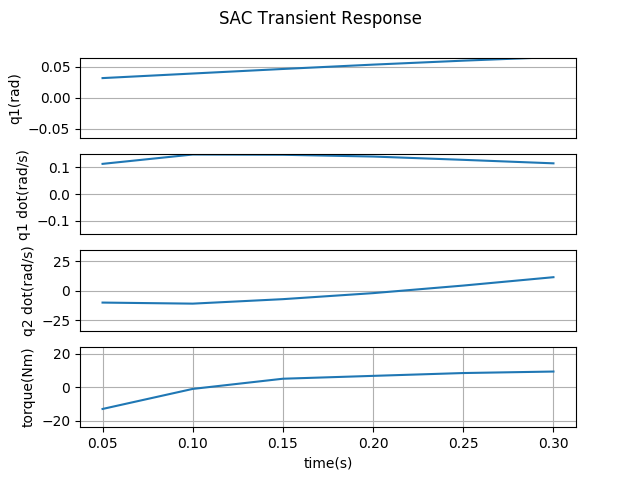 SAC Transient Response
q1(rad)
0.05
0.00
−0.05
q1 dot(rad/s)
0.1
0.0
−0.1
q2 dot(rad/s)
25
0
−25
torque(Nm)
20
0
−20
0.05 0.10 0.15 0.20 0.25 0.30
time(s)